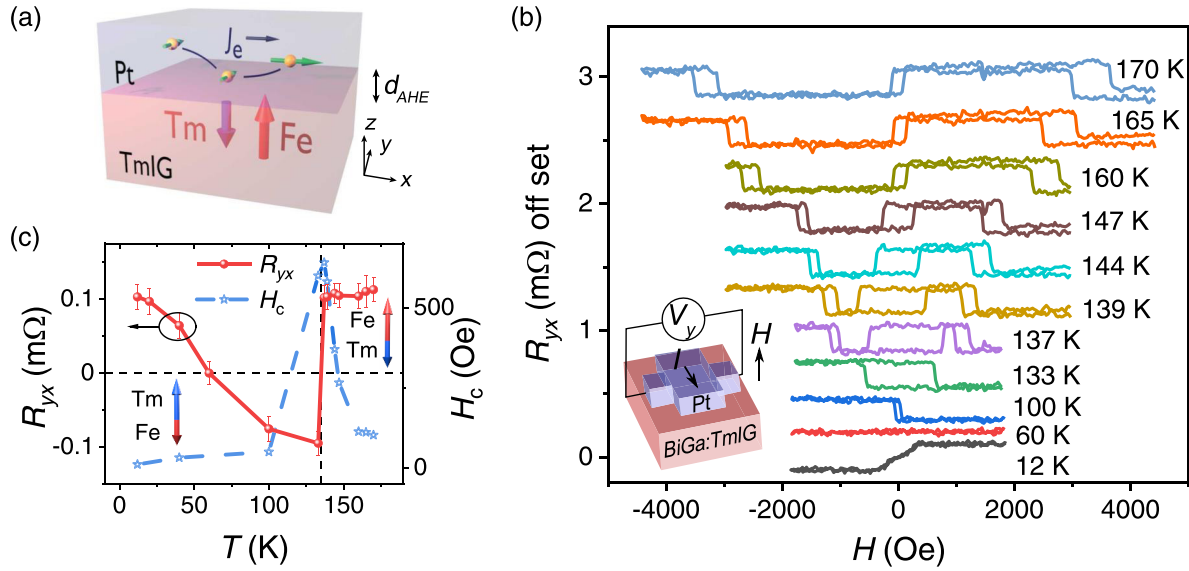 (a)
J_e
Pt
d_AHE
Tm
Fe
TmIG
z
y
x
(b)
R_yx (mΩ) off set
3
2
1
0
170 K
165 K
160 K
147 K
144 K
139 K
137 K
133 K
100 K
60 K
12 K
V_y
H
I
Pt
BiGa:TmIG
-4000
-2000
0
2000
4000
H (Oe)
(c)
R_yx
H_c
R_yx (mΩ)
0.1
0
-0.1
Fe
Tm
Tm
Fe
500
0
H_c (Oe)
0
50
100
150
T (K)